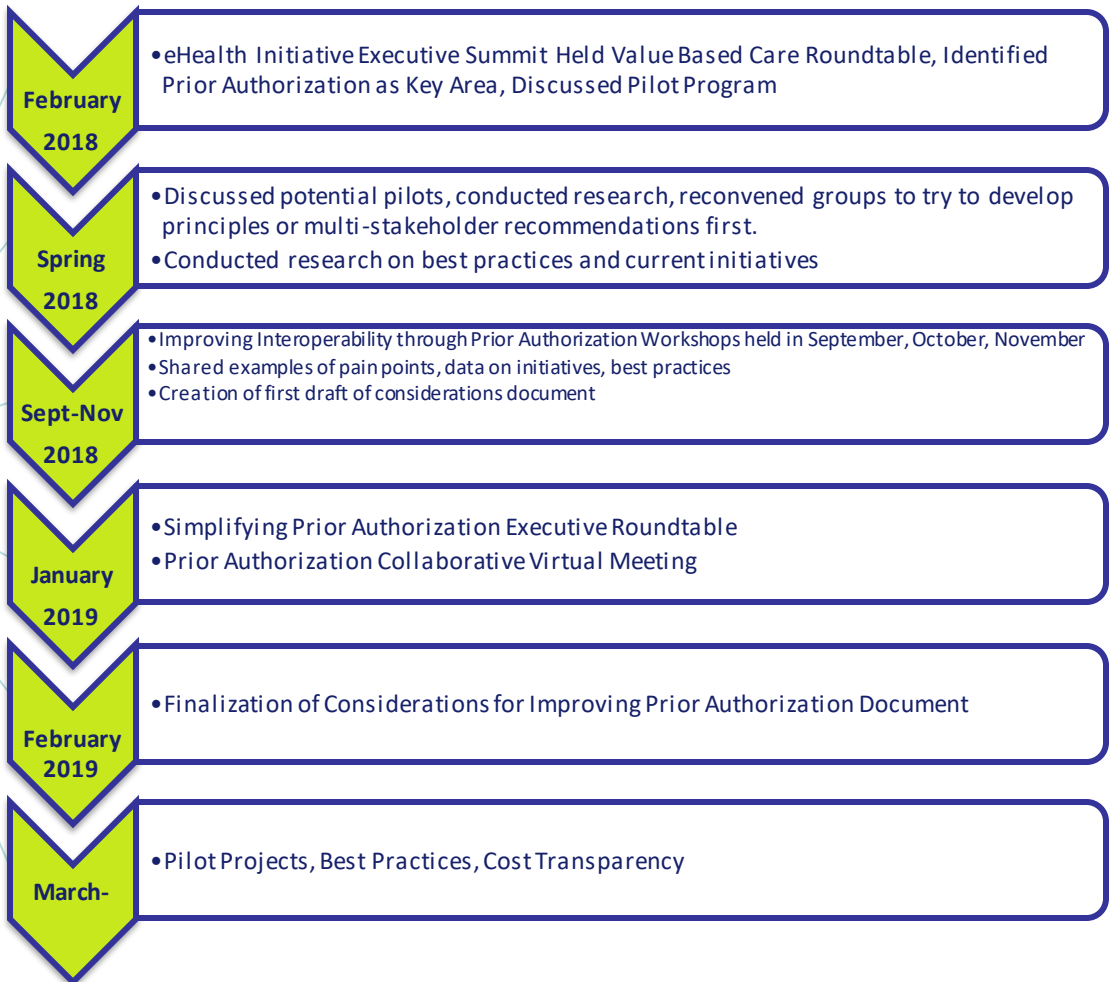 February
2018
•eHealth Initiative Executive Summit Held Value Based Care Roundtable, Identified
Prior Authorization as Key Area, Discussed Pilot Program
Spring
2018
•Discussed potential pilots, conducted research, reconvened groups to try to develop
principles or multi-stakeholder recommendations first.
•Conducted research on best practices and current initiatives
Sept-Nov
2018
•Improving Interoperability through Prior Authorization Workshops held in September, October, November
•Shared examples of pain points, data on initiatives, best practices
•Creation of first draft of considerations document
January
2019
•Simplifying Prior Authorization Executive Roundtable
•Prior Authorization Collaborative Virtual Meeting
February
2019
•Finalization of Considerations for Improving Prior Authorization Document
March-
•Pilot Projects, Best Practices, Cost Transparency